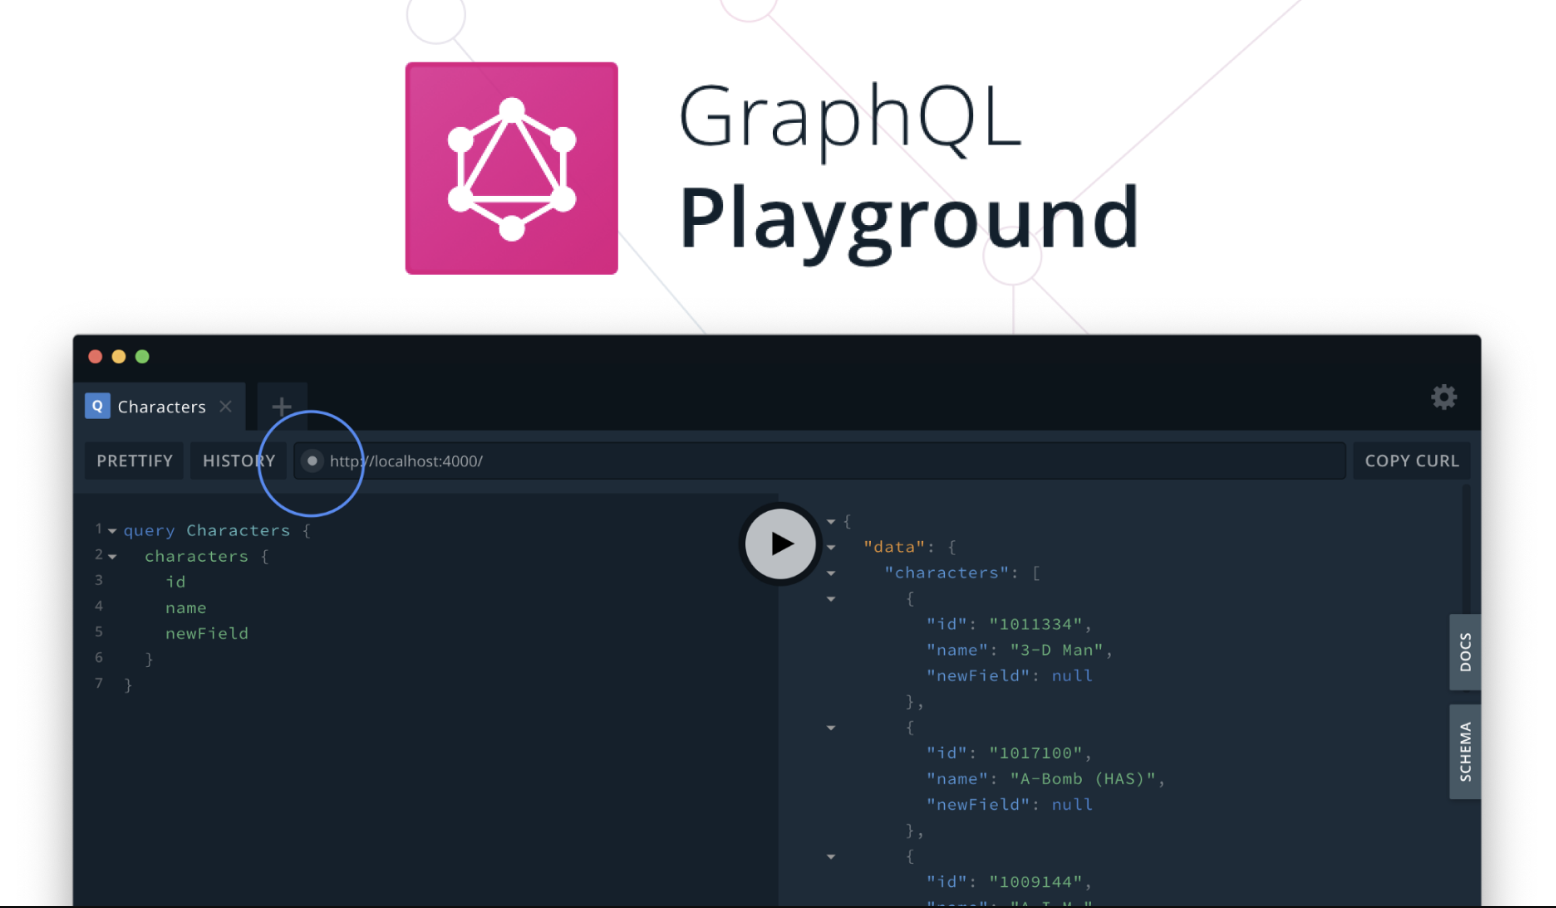 GraphQL
Playground
Q Characters × +
PRETTIFY HISTORY http://localhost:4000/ COPY CURL
1 query Characters {
2 characters {
3 id
4 name
5 newField
6 }
7 }
{
"data": {
"characters": [
{
"id": "1011334",
"name": "3-D Man",
"newField": null
},
{
"id": "1017100",
"name": "A-Bomb (HAS)",
"newField": null
},
{
"id": "1009144",
DOCS
SCHEMA